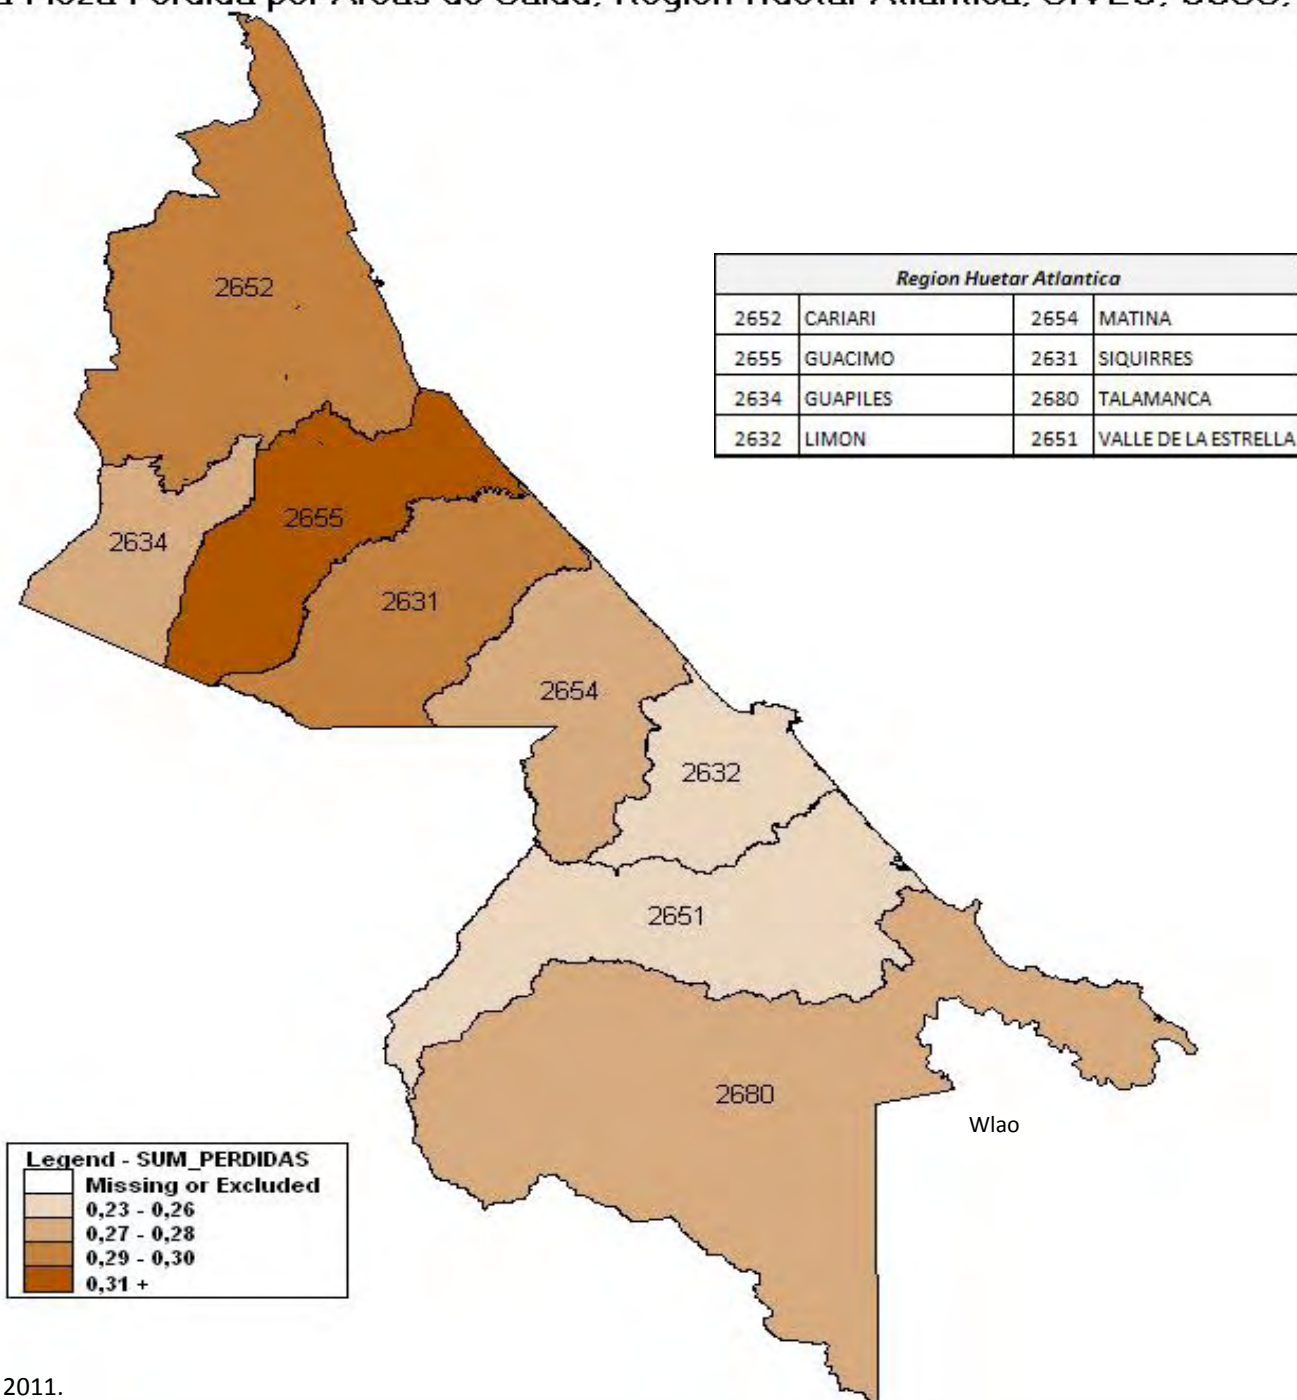 Pieza Perdida por Areas de Salud, Region Huetar Atlantica,
2652
Region Huetar Atlantica
2652 CARIARI 2654 MATINA
2655 GUACIMO 2631 SIQUIRRES
2634 GUAPILES 2680 TALAMANCA
2632 LIMON 2651 VALLE DE LA ESTRELLA
2655
2634
2631
2654
2632
2651
2680
Wlao
Legend - SUM_PERDIDAS
Missing or Excluded
0,23 - 0,26
0,27 - 0,28
0,29 - 0,30
0,31 +
2011.